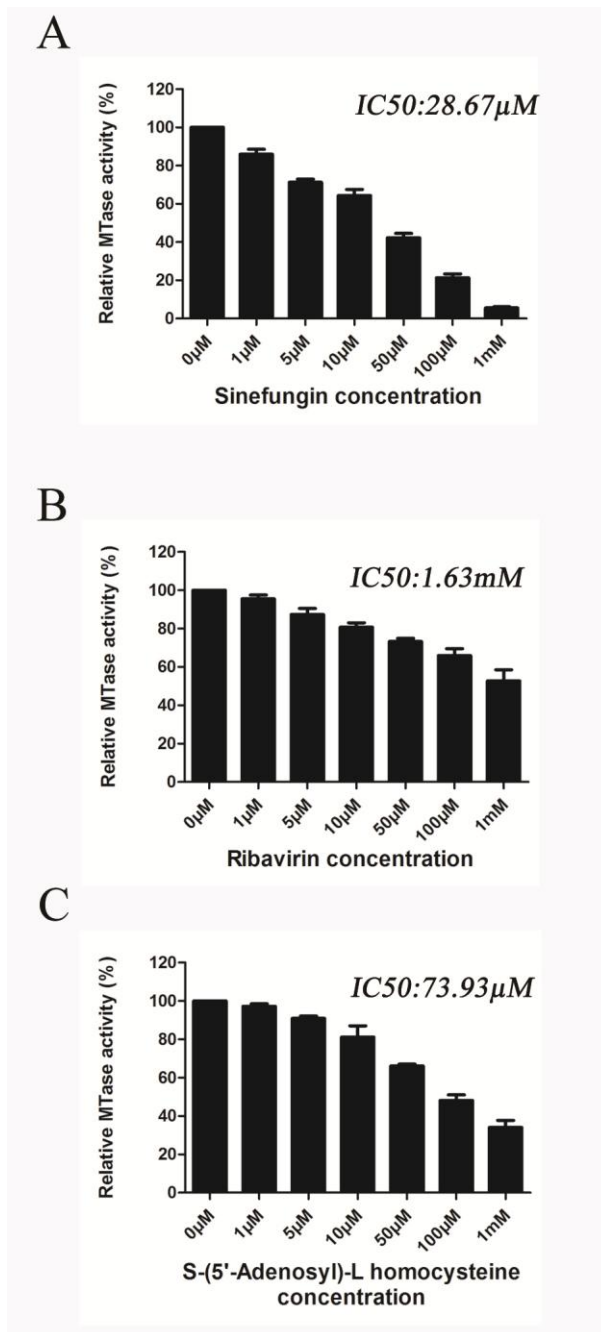 A
IC50:28.67µM
Relative MTase activity (%)
120
100
80
60
40
20
0
0µM 1µM 5µM 10µM 50µM 100µM 1mM
Sinefungin concentration
B
IC50:1.63mM
Relative MTase activity (%)
120
100
80
60
40
20
0
0µM 1µM 5µM 10µM 50µM 100µM 1mM
Ribavirin concentration
C
IC50:73.93µM
Relative MTase activity (%)
120
100
80
60
40
20
0
0µM 1µM 5µM 10µM 50µM 100µM 1mM
S-(5'-Adenosyl)-L homocysteine
concentration